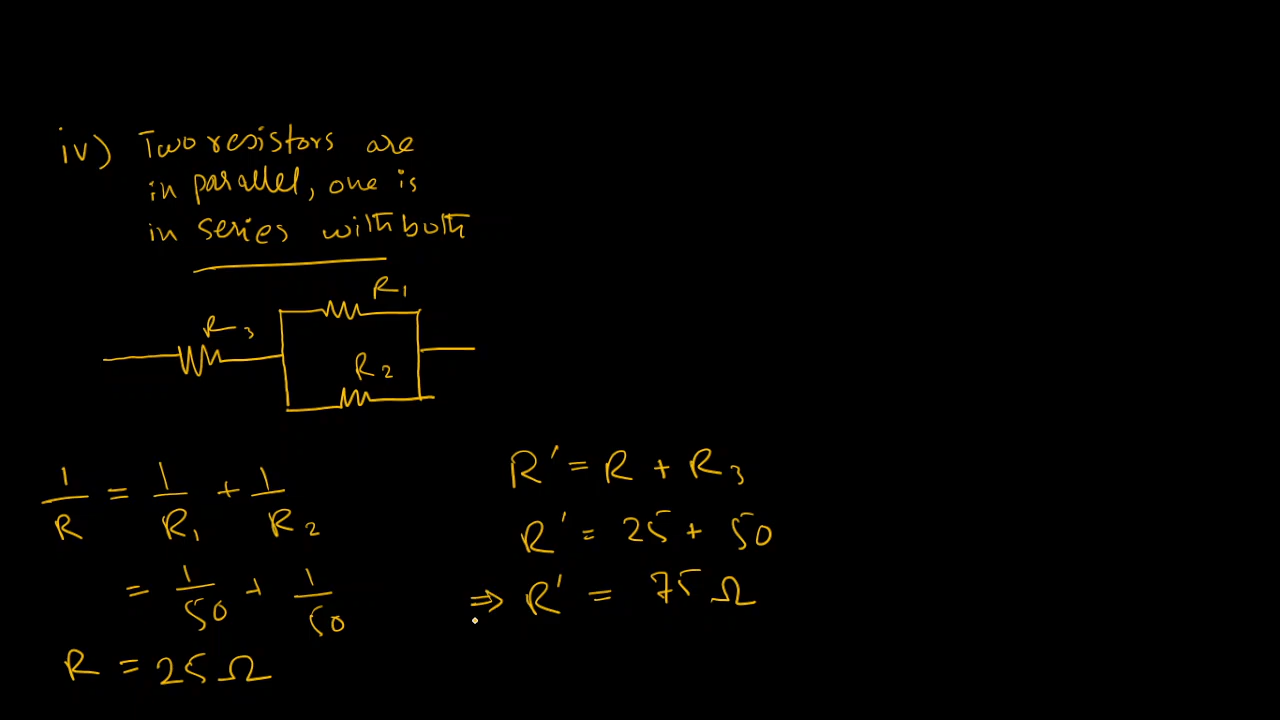 iv) Two resistors are
in parallel, one is
in series with both
R1
R3
R2
1/R = 1/R1 + 1/R2
= 1/50 + 1/50
R = 25 Ω
R' = R + R3
R' = 25 + 50
⇒ R' = 75 Ω